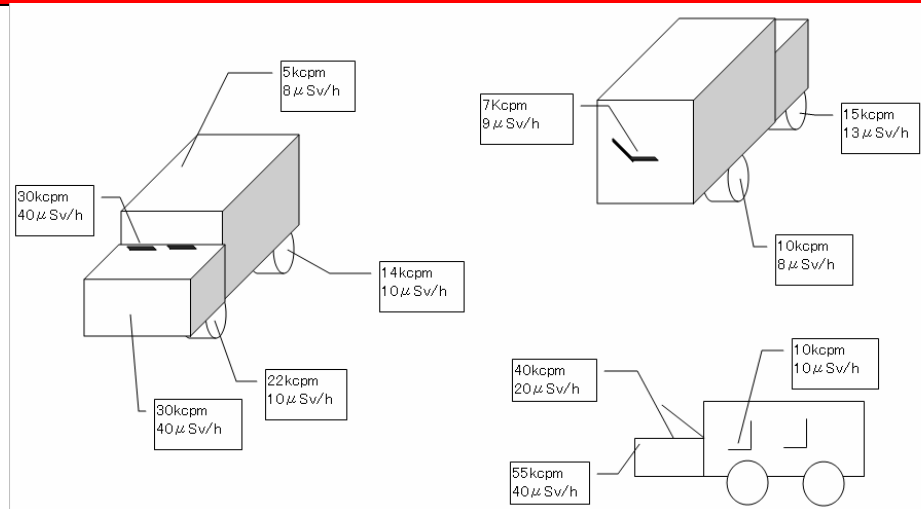 5kcpm
8μSv/h
30kcpm
40μSv/h
14kcpm
10μSv/h
22kcpm
10μSv/h
30kcpm
40μSv/h
7Kcpm
9μSv/h
15kcpm
13μSv/h
10kcpm
8μSv/h
40kcpm
20μSv/h
10kcpm
10μSv/h
55kcpm
40μSv/h